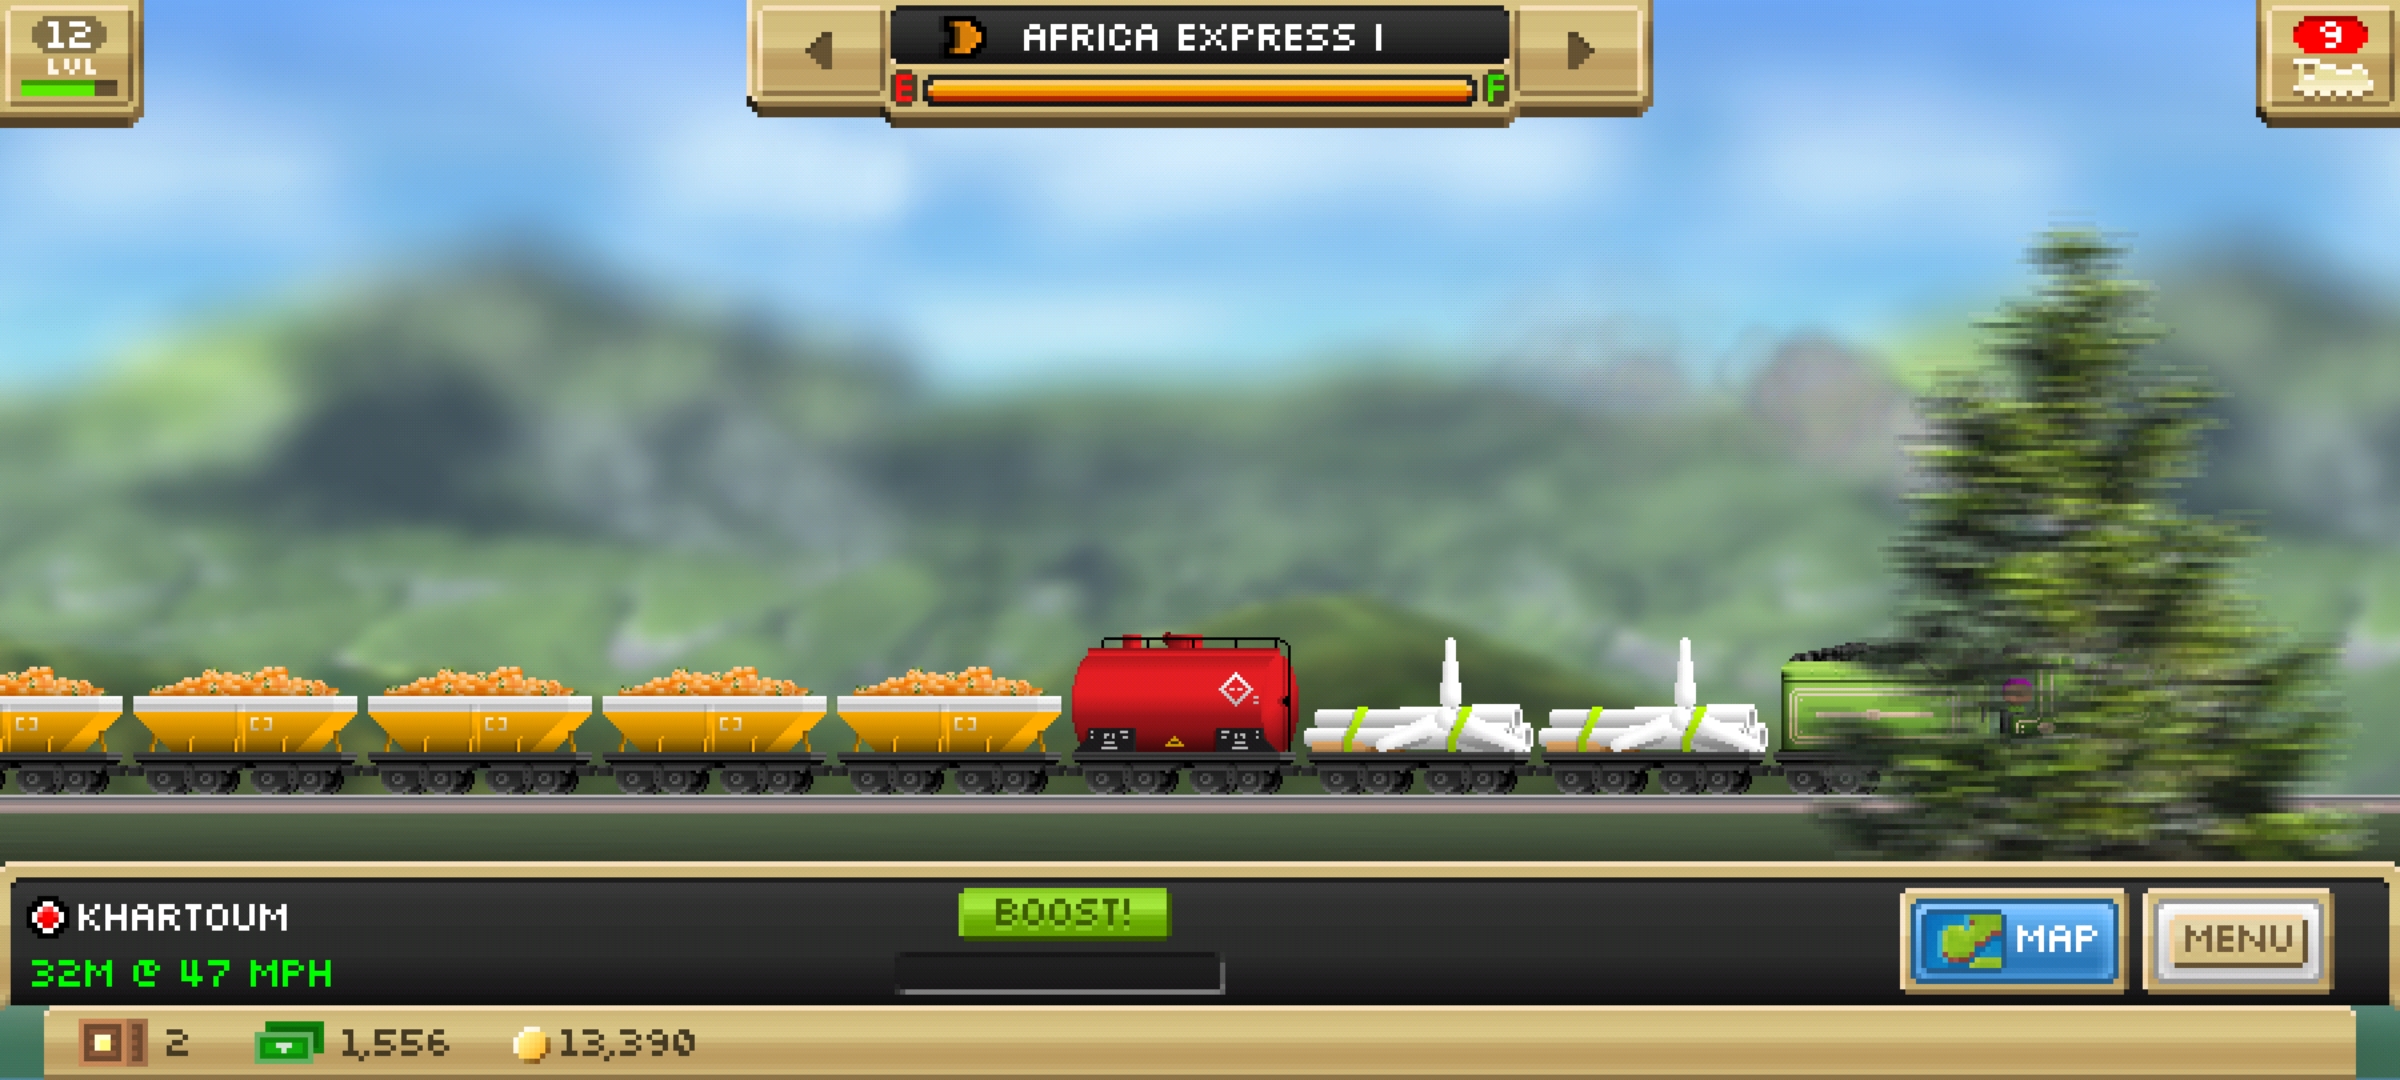 12
LVL
AFRICA EXPRESS I
E F
9
KHARTOUM
32M @ 47 MPH
BOOST!
MAP
MENU
2
1,556
13,390